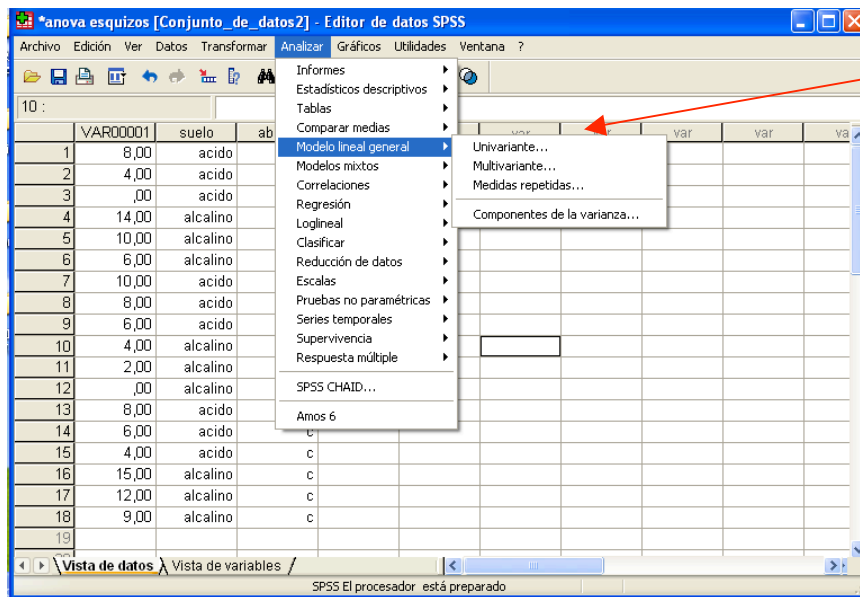 *anova esquizos [Conjunto_de_datos2] - Editor de datos SPSS
Archivo Edición Ver Datos Transformar Analizar Gráficos Utilidades Ventana ?
10 :
Informes
Estadísticos descriptivos
Tablas
Comparar medias
Modelo lineal general
Modelos mixtos
Correlaciones
Regresión
Loglineal
Clasificar
Reducción de datos
Escalas
Pruebas no paramétricas
Series temporales
Supervivencia
Respuesta múltiple
SPSS CHAID...
Amos 6
Univariante...
Multivariante...
Medidas repetidas...
Componentes de la varianza...
VAR00001 suelo ab var var var va
1 8,00 acido
2 4,00 acido
3 ,00 acido
4 14,00 alcalino
5 10,00 alcalino
6 6,00 alcalino
7 10,00 acido
8 8,00 acido
9 6,00 acido
10 4,00 alcalino
11 2,00 alcalino
12 ,00 alcalino
13 8,00 acido
14 6,00 acido c
15 4,00 acido c
16 15,00 alcalino c
17 12,00 alcalino c
18 9,00 alcalino c
19
Vista de datos Vista de variables
SPSS El procesador está preparado